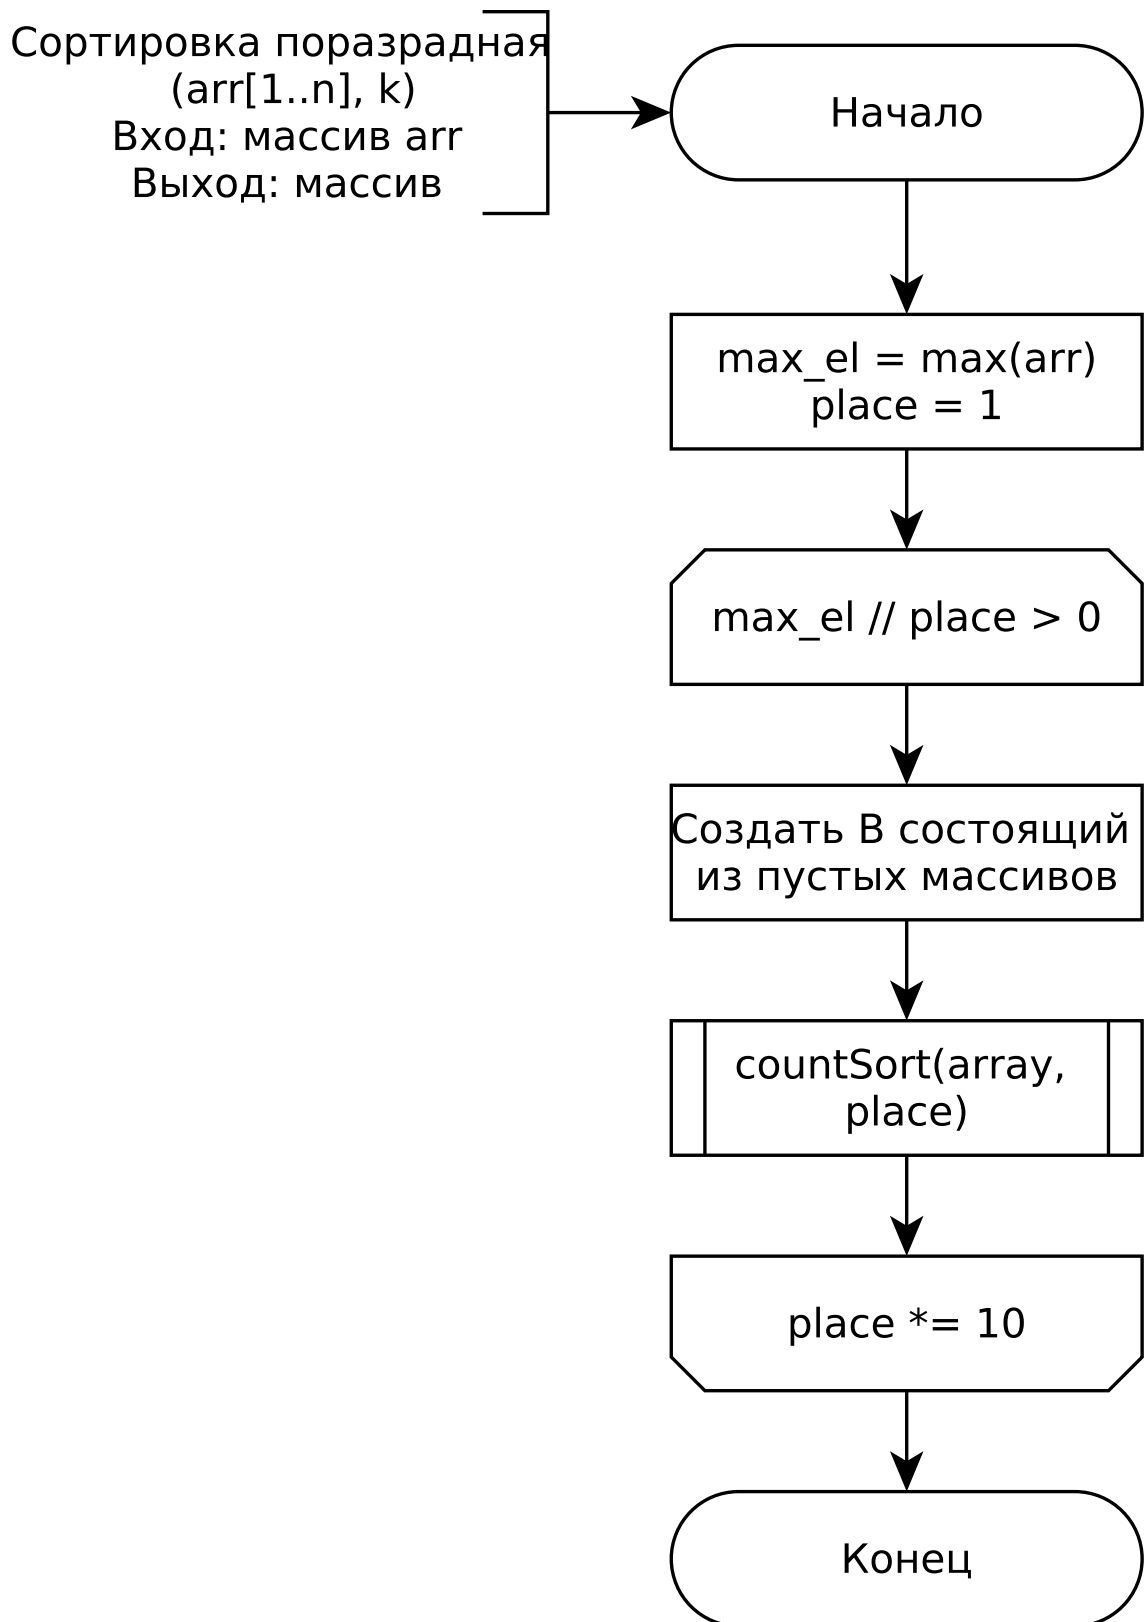 Сортировка поразрадная
(arr[1..n], k)
Вход: массив arr
Выход: массив
Начало
max_el = max(arr)
place = 1
max_el // place > 0
Создать B состоящий
из пустых массивов
countSort(array,
place)
place *= 10
Конец